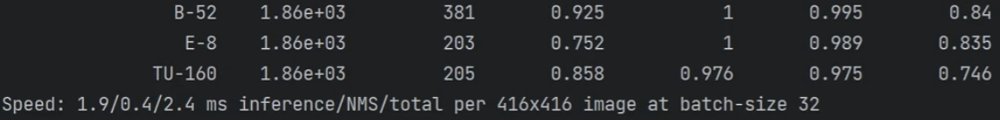 B-52 1.86e+03 381 0.925 1 0.995 0.84
E-8 1.86e+03 203 0.752 1 0.989 0.835
TU-160 1.86e+03 205 0.858 0.976 0.975 0.746
Speed: 1.9/0.4/2.4 ms inference/NMS/total per 416x416 image at batch-size 32